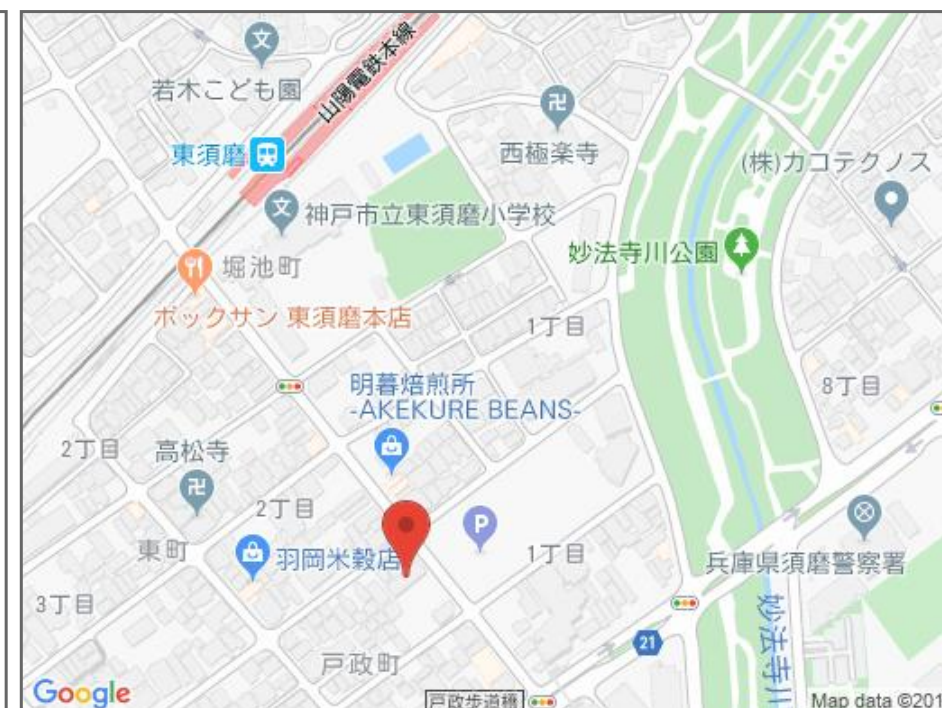 若木こども園
山陽電鉄本線
東須磨
西極楽寺
(株)カコテクノス
神戸市立東須磨小学校
妙法寺川公園
堀池町
ボックサン 東須磨本店
1丁目
明暮焙煎所
-AKEKURE BEANS-
8丁目
2丁目
高松寺
2丁目
P
東町
羽岡米穀店
1丁目
兵庫県須磨警察署
3丁目
妙法寺川
21
戸政町
Google
戸政歩道橋
Map data ©201